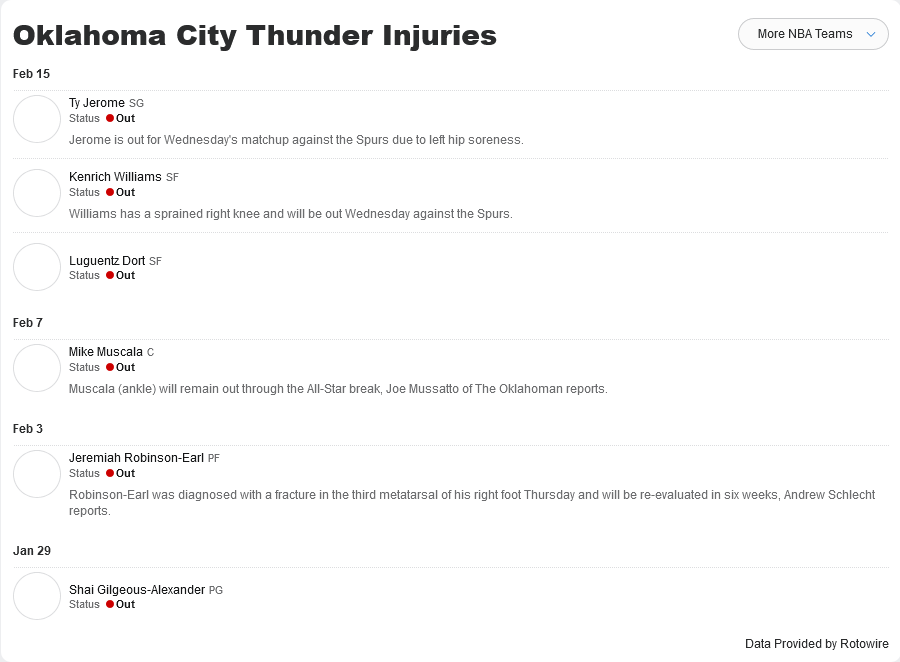 Oklahoma City Thunder Injuries
More NBA Teams
Feb 15
Ty Jerome SG
Status Out
Jerome is out for Wednesday's matchup against the Spurs due to left hip soreness.
Kenrich Williams SF
Status Out
Williams has a sprained right knee and will be out Wednesday against the Spurs.
Luguentz Dort SF
Status Out
Feb 7
Mike Muscala C
Status Out
Muscala (ankle) will remain out through the All-Star break, Joe Mussatto of The Oklahoman reports.
Feb 3
Jeremiah Robinson-Earl PF
Status Out
Robinson-Earl was diagnosed with a fracture in the third metatarsal of his right foot Thursday and will be re-evaluated in six weeks, Andrew Schlecht
reports.
Jan 29
Shai Gilgeous-Alexander PG
Status Out
Data Provided by Rotowire